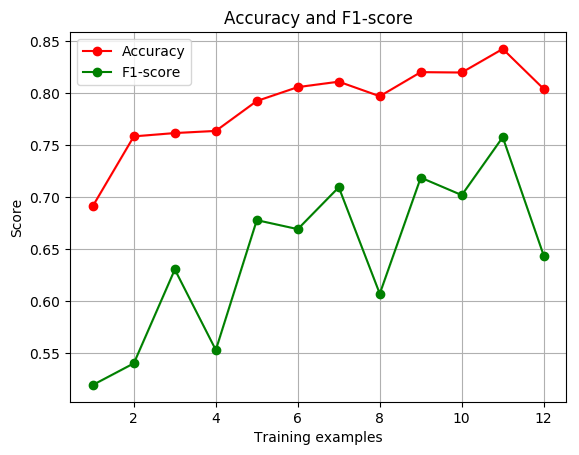 Accuracy and F1-score
Accuracy
F1-score
0.85
0.80
0.75
0.70
0.65
0.60
0.55
Score
2 4 6 8 10 12
Training examples